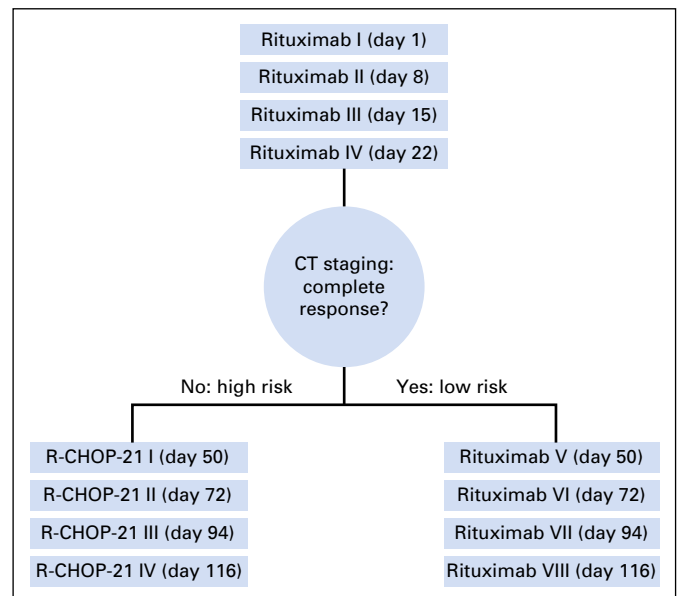 Rituximab I (day 1)
Rituximab II (day 8)
Rituximab III (day 15)
Rituximab IV (day 22)
CT staging:
complete
response?
No: high risk
Yes: low risk
R-CHOP-21 I (day 50)
R-CHOP-21 II (day 72)
R-CHOP-21 III (day 94)
R-CHOP-21 IV (day 116)
Rituximab V (day 50)
Rituximab VI (day 72)
Rituximab VII (day 94)
Rituximab VIII (day 116)